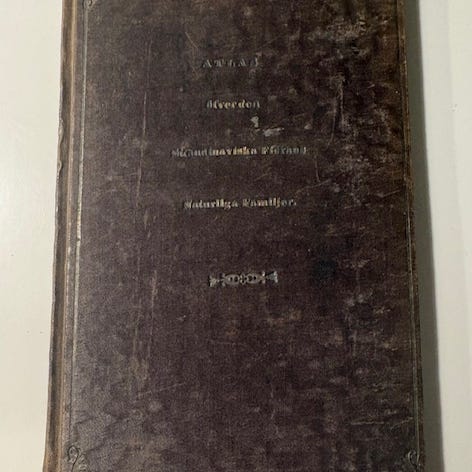 ATLAS
öfver den
Skandinaviska Florans
Naturliga Familjer.